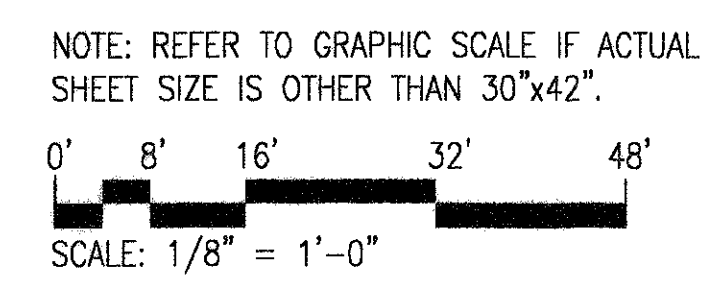 NOTE: REFER TO GRAPHIC SCALE IF ACTUAL
SHEET SIZE IS OTHER THAN 30"x42".
0' 8' 16' 32' 48'
SCALE: 1/8" = 1'-0"